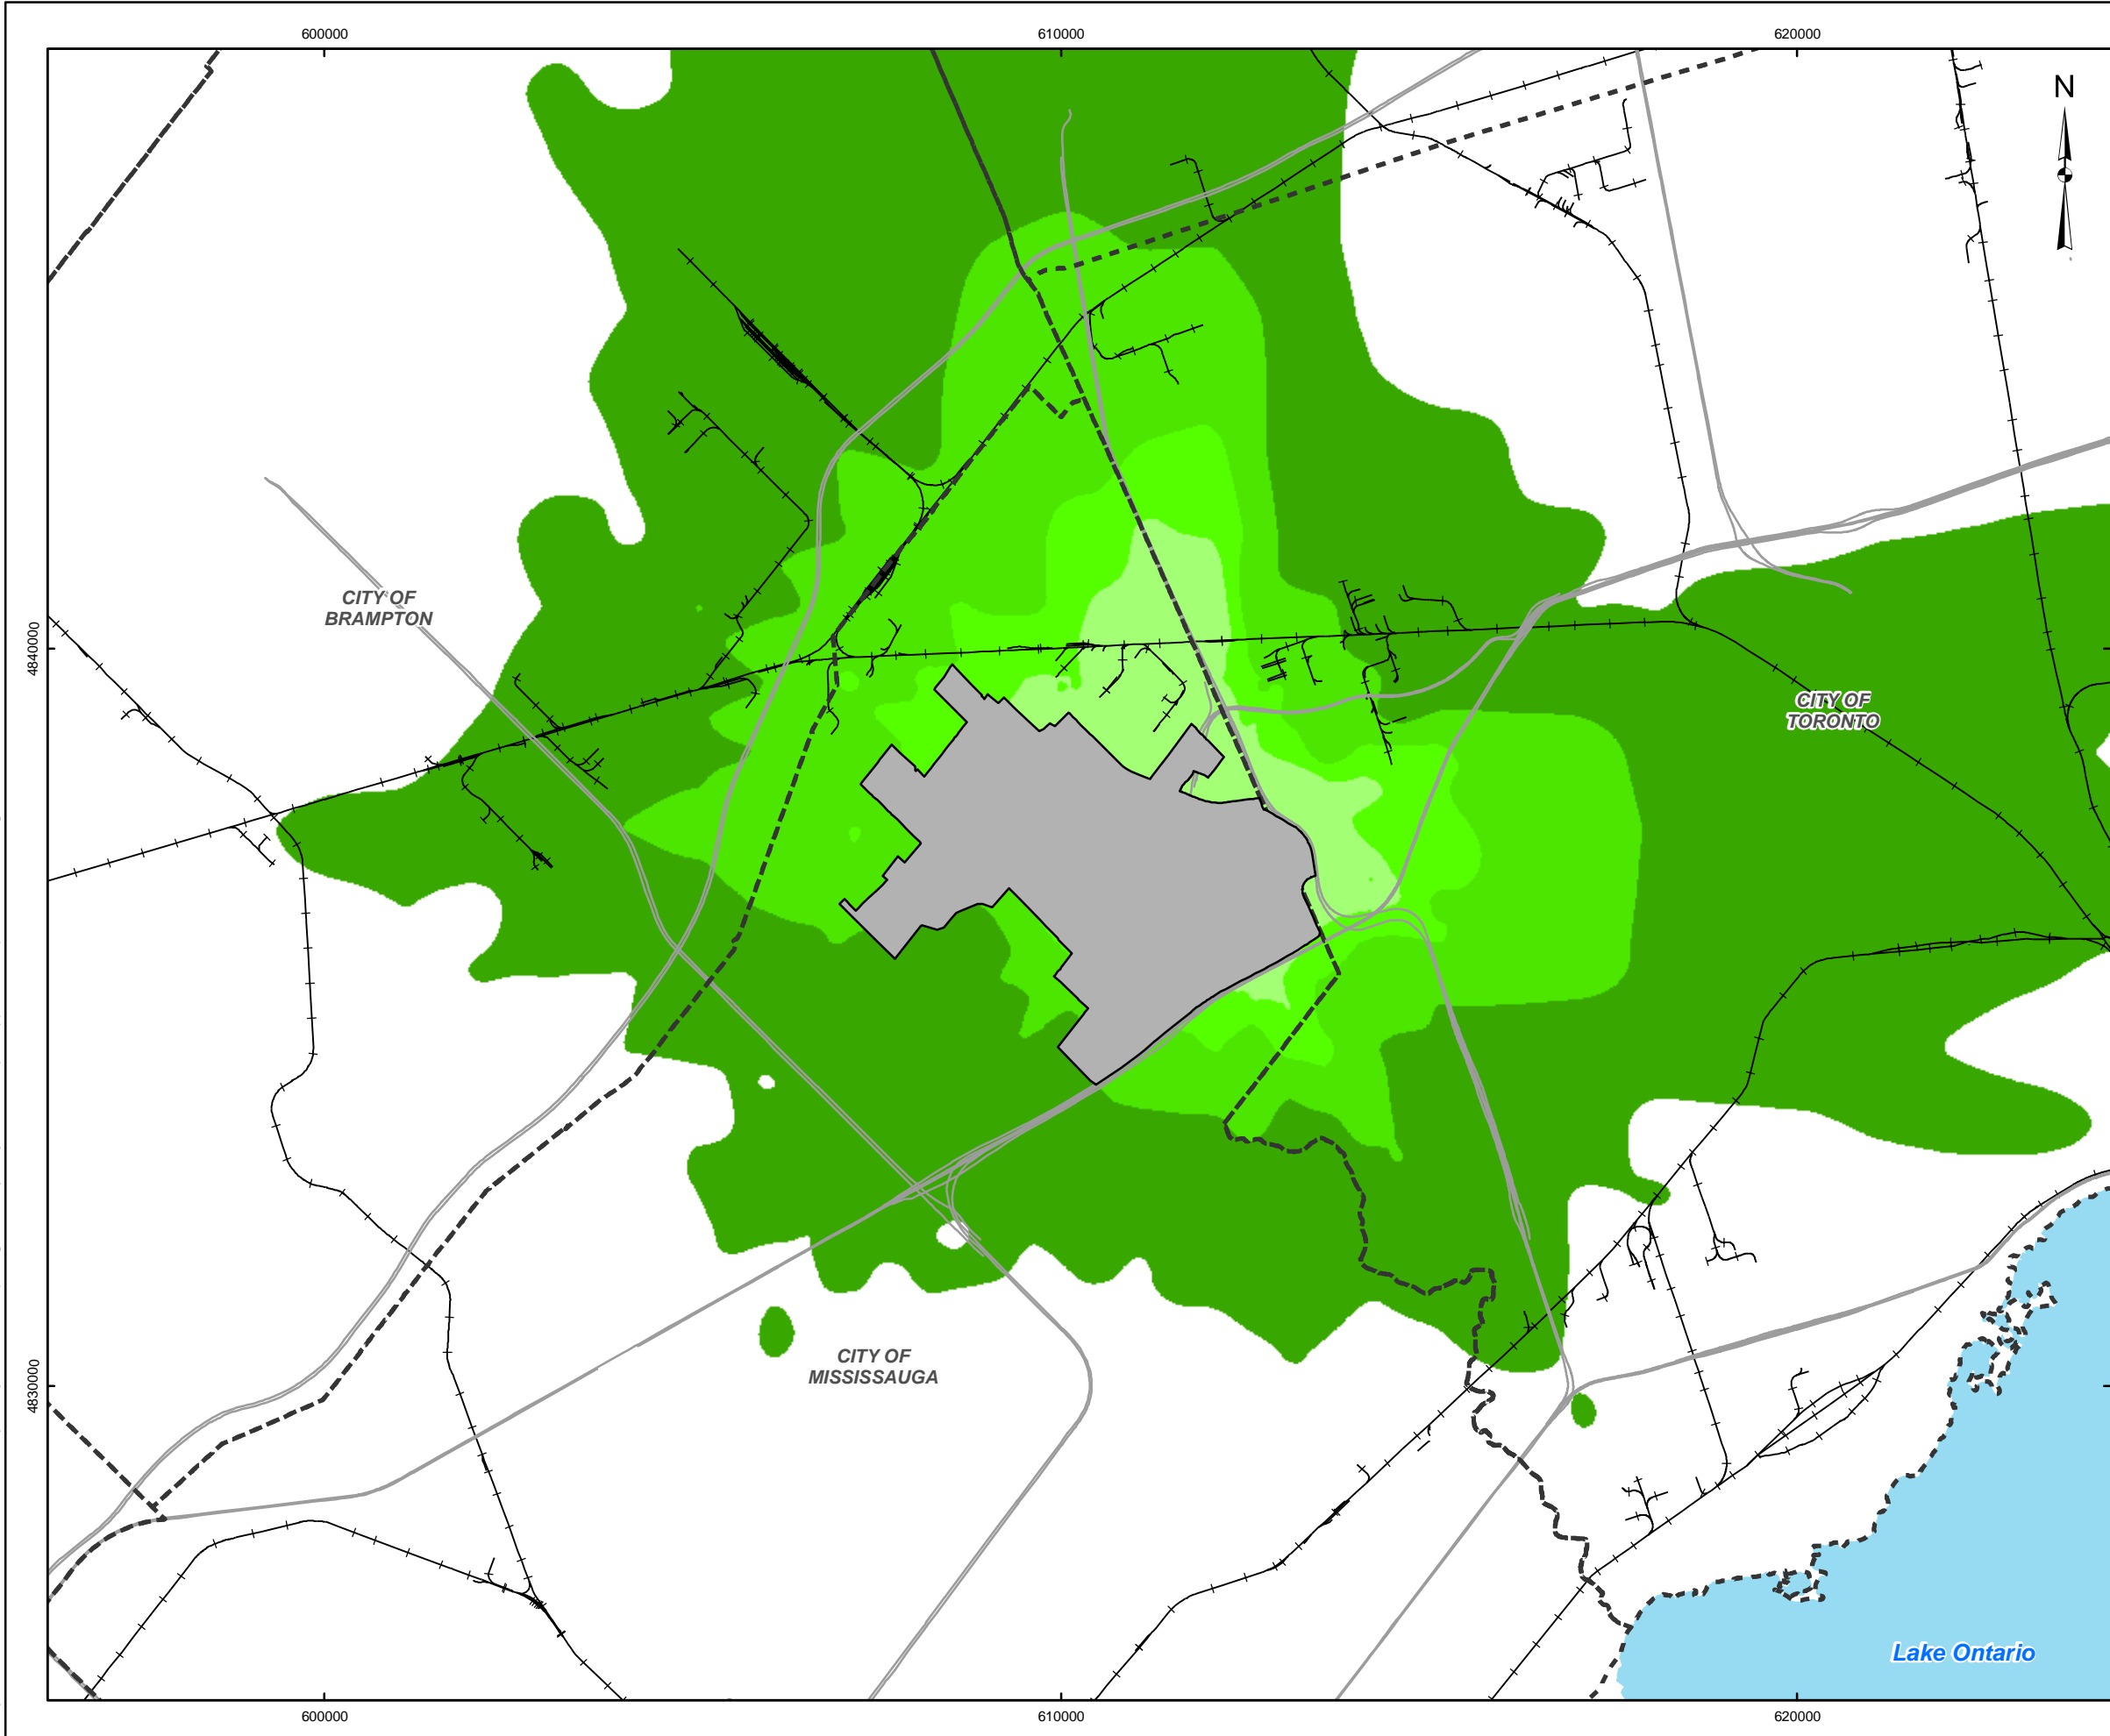 600000
610000
620000
N
CITY OF
BRAMPTON
4840000
CITY OF
TORONTO
CITY OF
MISSISSAUGA
4830000
Lake Ontario
600000
610000
620000